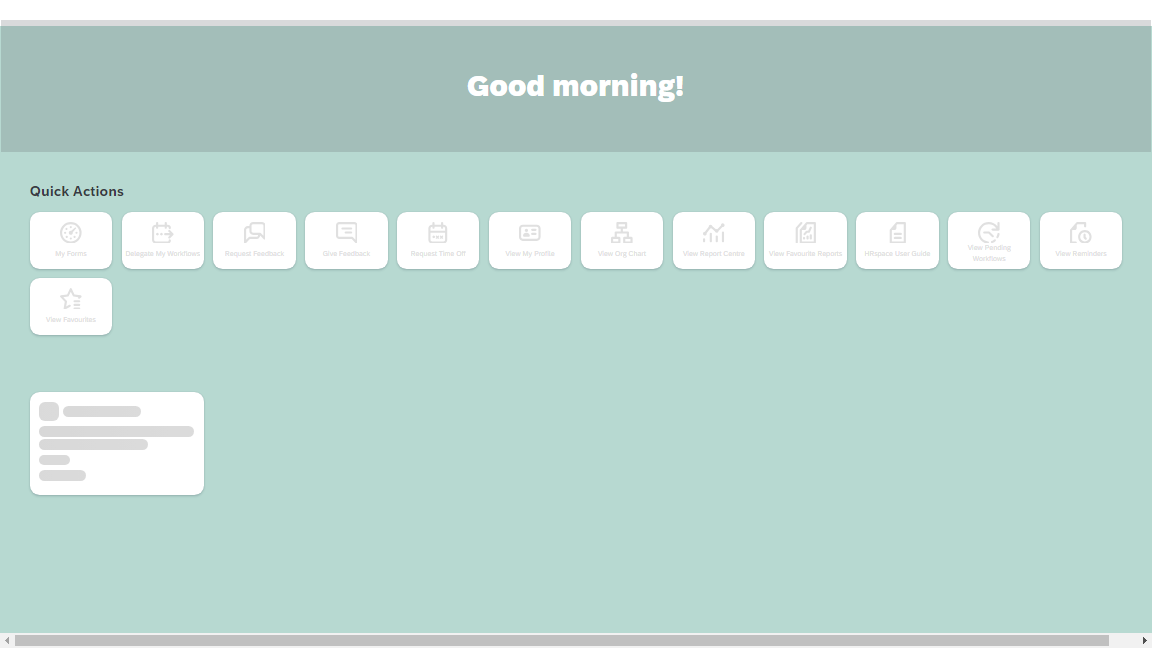 Good morning!
Quick Actions
My Forms
Delegate My Workflows
Request Feedback
Give Feedback
Request Time Off
View My Profile
View Org Chart
View Report Centre
View Favourite Reports
HRspace User Guide
View Pending
Workflows
View Reminders
View Favourites